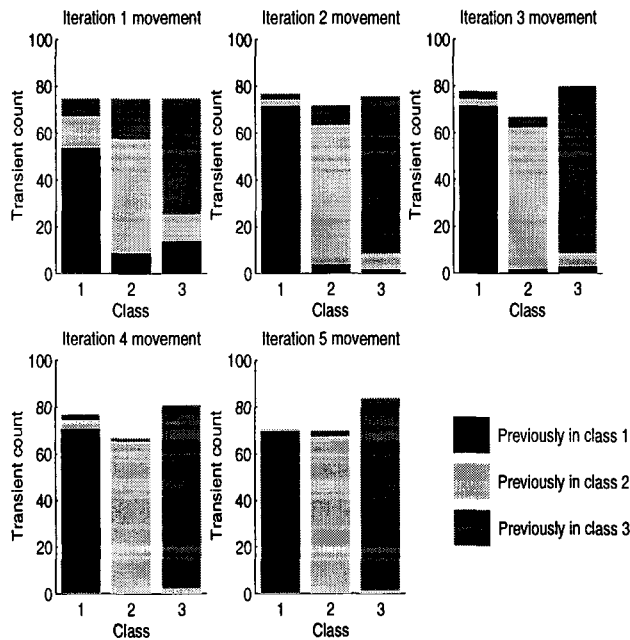 Iteration 1 movement
100
80
60
40
20
0
Transient count
1 2 3
Class
Iteration 2 movement
100
80
60
40
20
0
Transient count
1 2 3
Class
Iteration 3 movement
100
80
60
40
20
0
Transient count
1 2 3
Class
Iteration 4 movement
100
80
60
40
20
0
Transient count
1 2 3
Class
Iteration 5 movement
100
80
60
40
20
0
Transient count
1 2 3
Class
Previously in class 1
Previously in class 2
Previously in class 3